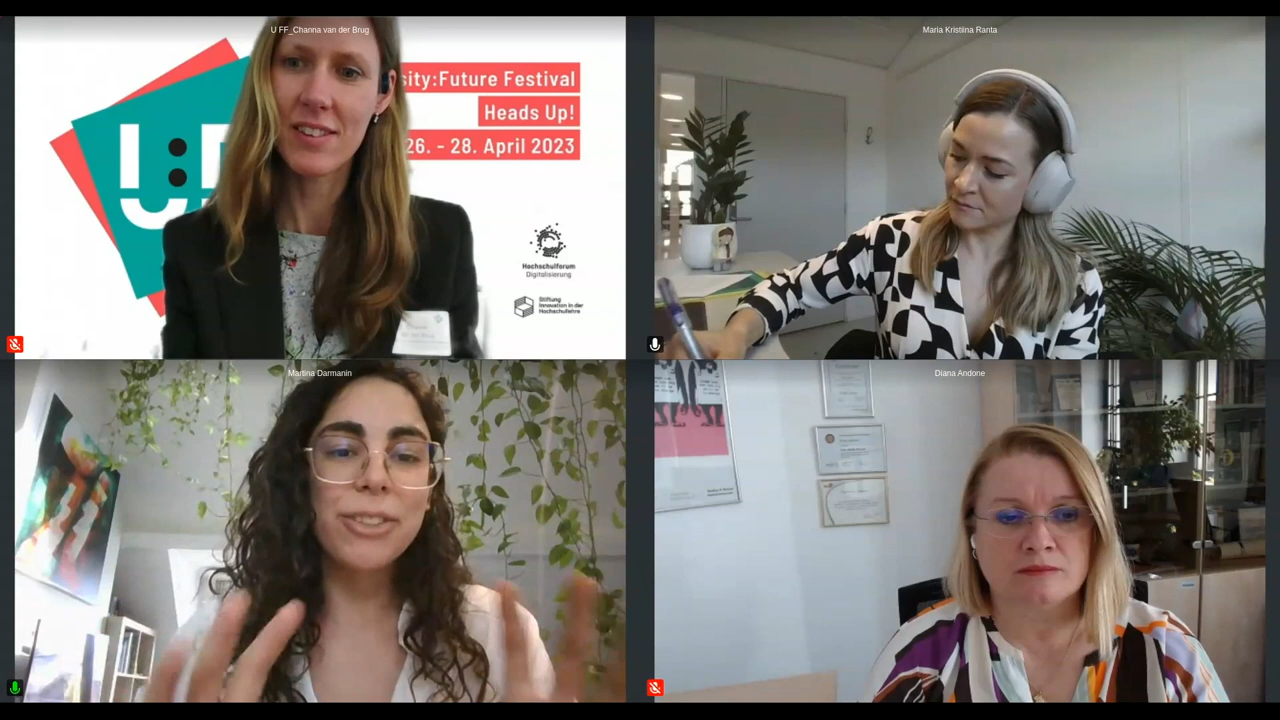 U FF_Channa van der Brug
sity:Future Festival
Heads Up!
26. - 28. April 2023
Hochschulforum
Digitalisierung
Stiftung
Innovation in der
Hochschullehre
Maria Kristiina Ranta
Martina Darmanin
Diana Andone